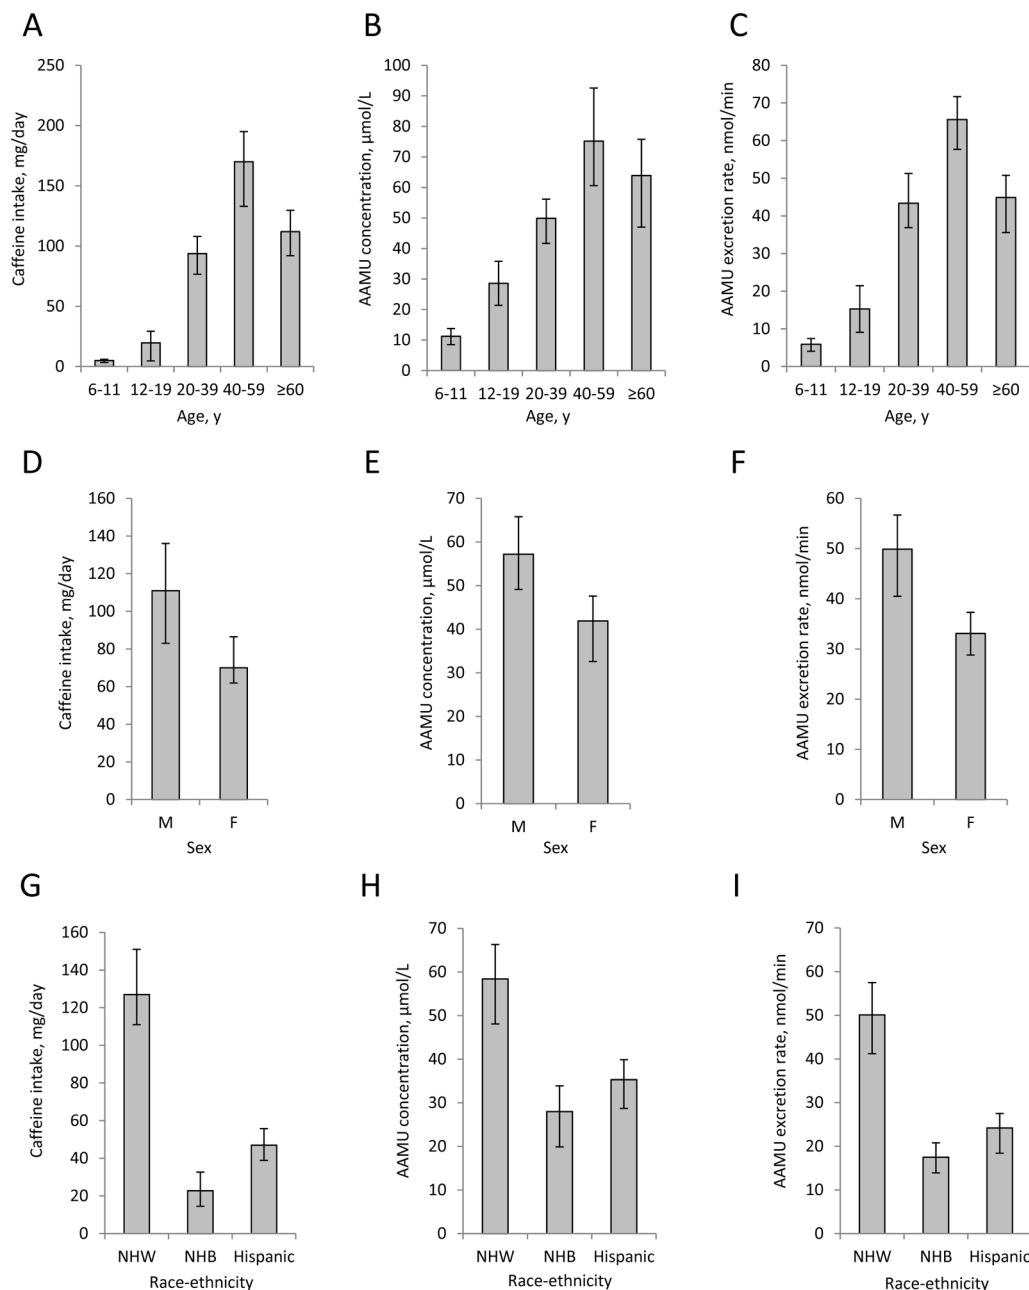 A
Caffeine intake, mg/day
250
200
150
100
50
0
6-11 12-19 20-39 40-59 ≥60
Age, y
B
AAMU concentration, µmol/L
100
90
80
70
60
50
40
30
20
10
0
6-11 12-19 20-39 40-59 ≥60
Age, y
C
AAMU excretion rate, nmol/min
80
70
60
50
40
30
20
10
0
6-11 12-19 20-39 40-59 ≥60
Age, y
D
Caffeine intake, mg/day
160
140
120
100
80
60
40
20
0
M F
Sex
E
AAMU concentration, µmol/L
70
60
50
40
30
20
10
0
M F
Sex
F
AAMU excretion rate, nmol/min
60
50
40
30
20
10
0
M F
Sex
G
Caffeine intake, mg/day
160
140
120
100
80
60
40
20
0
NHW NHB Hispanic
Race-ethnicity
H
AAMU concentration, µmol/L
70
60
50
40
30
20
10
0
NHW NHB Hispanic
Race-ethnicity
I
AAMU excretion rate, nmol/min
70
60
50
40
30
20
10
0
NHW NHB Hispanic
Race-ethnicity